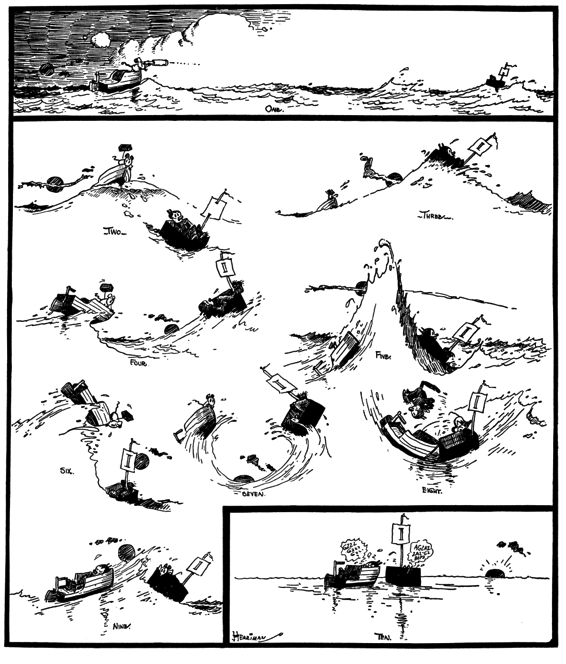 One.
Two.
Three.
Four.
Five.
Six.
Seven.
Eight.
Nine.
Herriman
Ten.